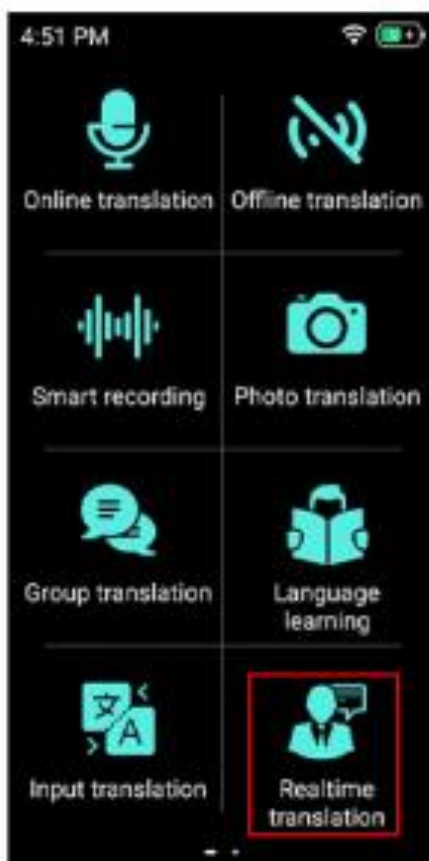 4:51 PM
Online translation
Offline translation
Smart recording
Photo translation
Group translation
Language
learning
文
A
Input translation
Realtime
translation